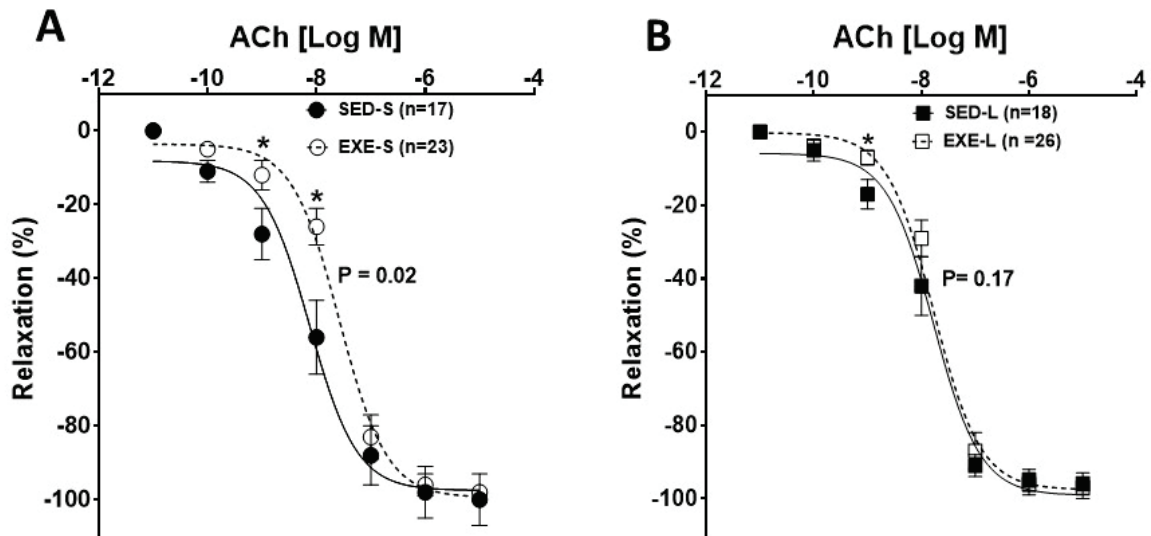 A
ACh [Log M]
-12 -10 -8 -6 -4
SED-S (n=17)
EXE-S (n=23)
0
-20
-40
-60
-80
-100
Relaxation (%)
*
*
P = 0.02
B
ACh [Log M]
-12 -10 -8 -6 -4
SED-L (n=18)
EXE-L (n =26)
0
-20
-40
-60
-80
-100
Relaxation (%)
*
P= 0.17